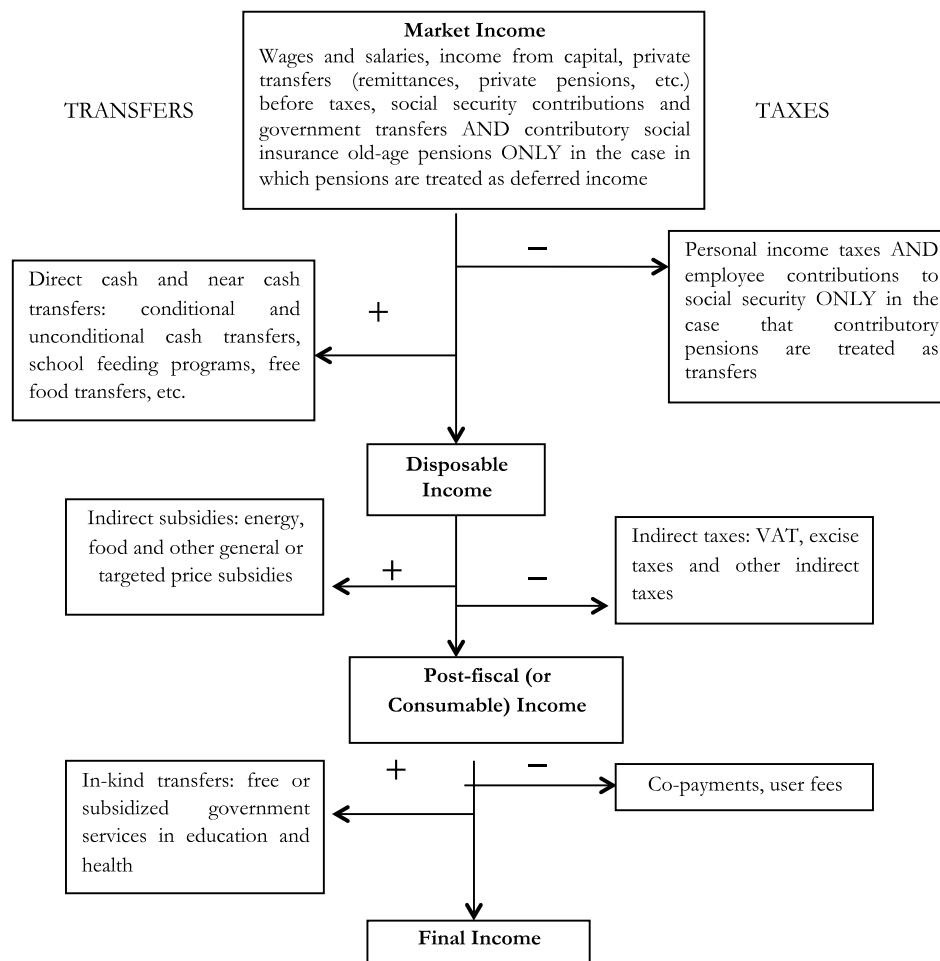 Market Income
Wages and salaries, income from capital, private
transfers (remittances, private pensions, etc.)
before taxes, social security contributions and
government transfers AND contributory social
insurance old-age pensions ONLY in the case in
which pensions are treated as deferred income
TRANSFERS
TAXES
−
Personal income taxes AND
employee contributions to
social security ONLY in the
case that contributory
pensions are treated as
transfers
Direct cash and near cash
transfers: conditional and
unconditional cash transfers,
school feeding programs, free
food transfers, etc.
+
Disposable
Income
Indirect subsidies: energy,
food and other general or
targeted price subsidies
+
−
Indirect taxes: VAT, excise
taxes and other indirect
taxes
Post-fiscal (or
Consumable) Income
In-kind transfers: free or
subsidized government
services in education and
health
+
−
Co-payments, user fees
Final Income